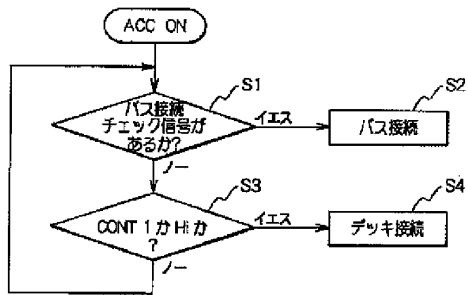 ACC ON
S1
バス接続
チェック信号が
あるか?
イエス
S2
バス接続
ノー
S3
CONT 1か Hiか
?
イエス
S4
デッキ接続
ノー